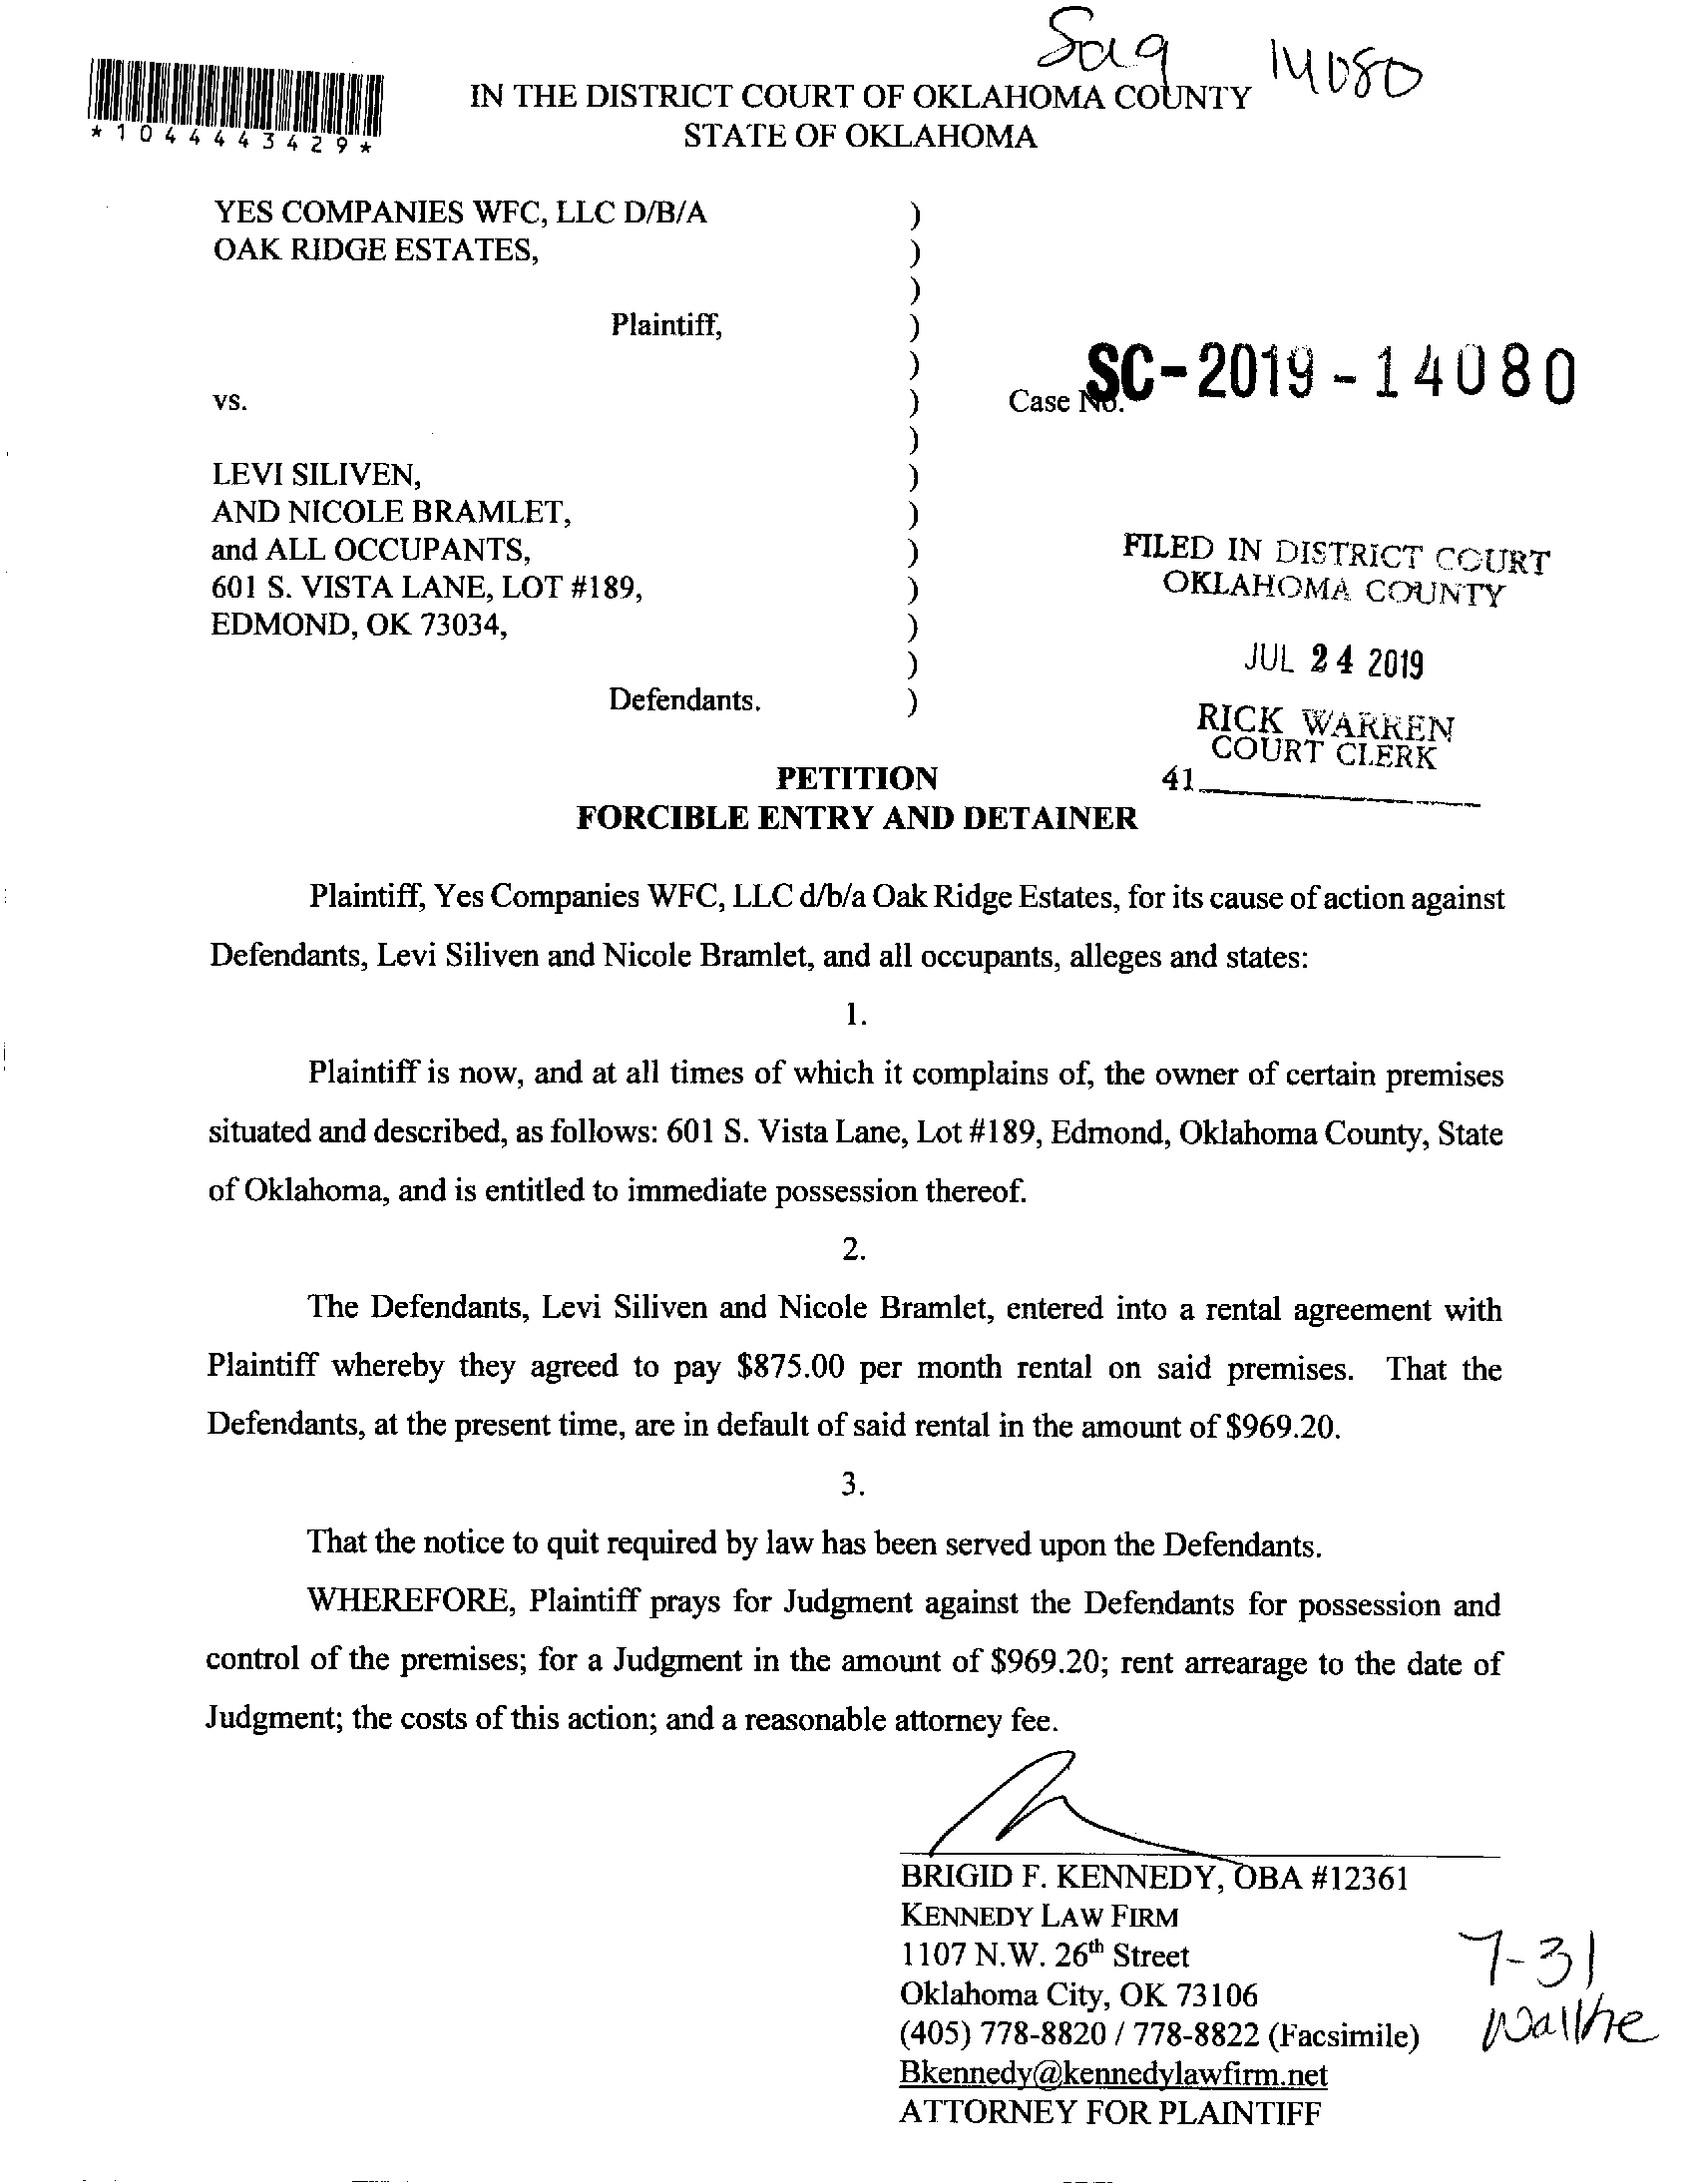 14080
IN THE DISTRICT COURT OF OKLAHOMA COUNTY
STATE OF OKLAHOMA
*1044443429*
YES COMPANIES WFC, LLC D/B/A )
OAK RIDGE ESTATES, )
)
Plaintiff, )
)
vs. ) Case No. SC-2019-14080
)
LEVI SILIVEN, )
AND NICOLE BRAMLET, )
and ALL OCCUPANTS, )
601 S. VISTA LANE, LOT #189, )
EDMOND, OK 73034, )
)
Defendants. )
FILED IN DISTRICT COURT
OKLAHOMA COUNTY
JUL 24 2019
RICK WARREN
COURT CLERK
41
PETITION
FORCIBLE ENTRY AND DETAINER
Plaintiff, Yes Companies WFC, LLC d/b/a Oak Ridge Estates, for its cause of action against
Defendants, Levi Siliven and Nicole Bramlet, and all occupants, alleges and states:
1.
Plaintiff is now, and at all times of which it complains of, the owner of certain premises
situated and described, as follows: 601 S. Vista Lane, Lot #189, Edmond, Oklahoma County, State
of Oklahoma, and is entitled to immediate possession thereof.
2.
The Defendants, Levi Siliven and Nicole Bramlet, entered into a rental agreement with
Plaintiff whereby they agreed to pay $875.00 per month rental on said premises. That the
Defendants, at the present time, are in default of said rental in the amount of $969.20.
3.
That the notice to quit required by law has been served upon the Defendants.
WHEREFORE, Plaintiff prays for Judgment against the Defendants for possession and
control of the premises; for a Judgment in the amount of $969.20; rent arrearage to the date of
Judgment; the costs of this action; and a reasonable attorney fee.
BRIGID F. KENNEDY, OBA #12361
KENNEDY LAW FIRM
1107 N.W. 26th Street
Oklahoma City, OK 73106
(405) 778-8820 / 778-8822 (Facsimile)
Bkennedy@kennedylawfirm.net
ATTORNEY FOR PLAINTIFF
7-31